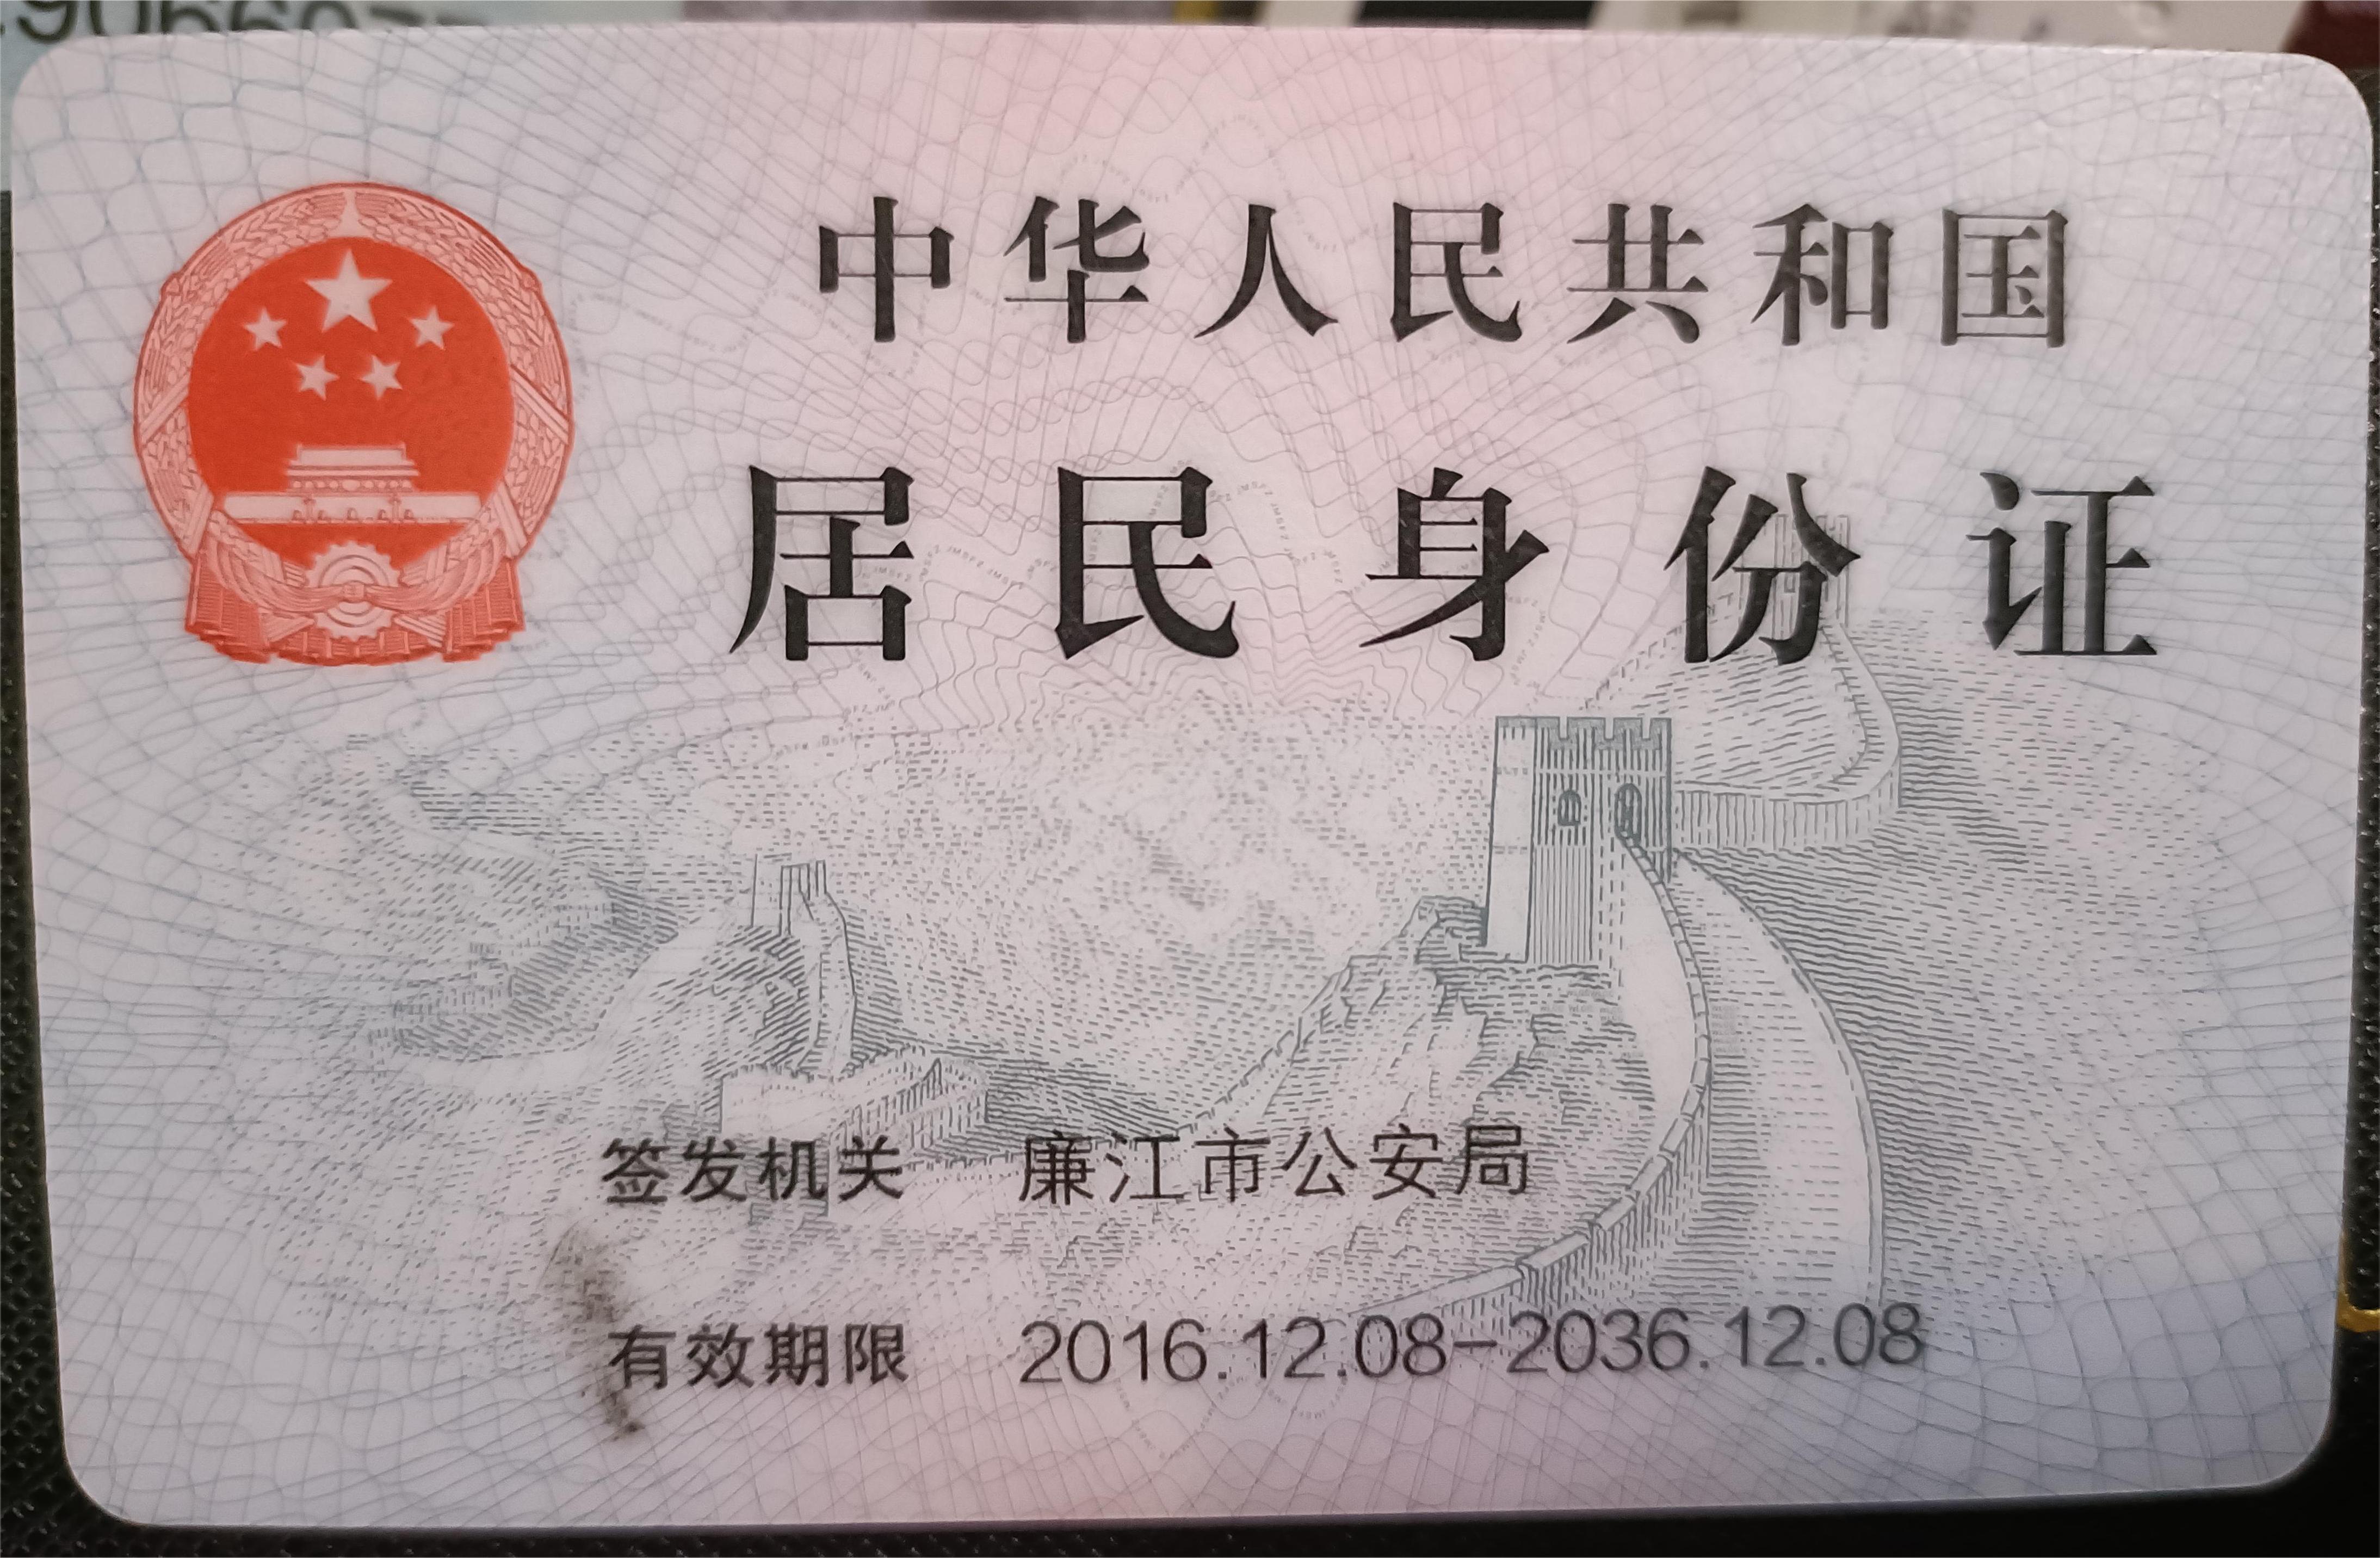 中华人民共和国
居民身份证
签发机关 廉江市公安局
有效期限 2016.12.08-2036.12.08